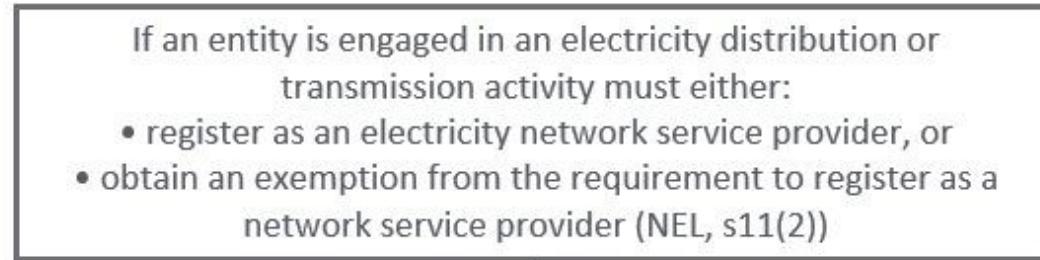 If an entity is engaged in an electricity distribution or
transmission activity must either:
• register as an electricity network service provider, or
• obtain an exemption from the requirement to register as a
network service provider (NEL, s11(2))